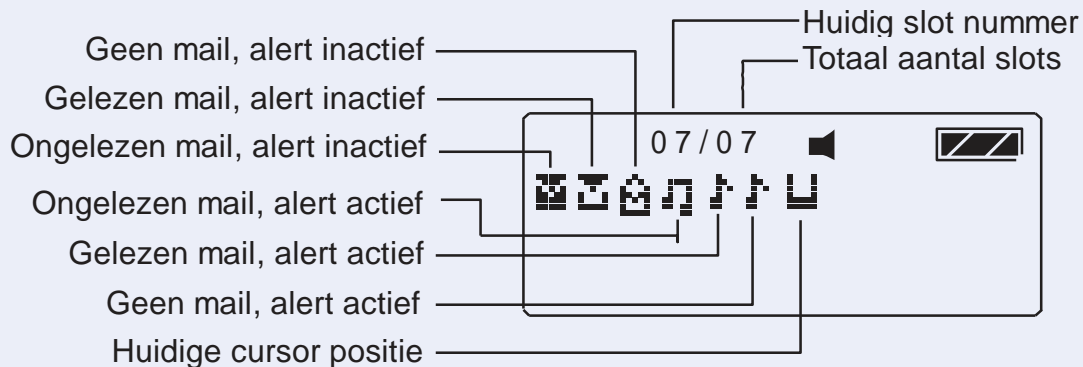 Huidig slot nummer
Totaal aantal slots
Geen mail, alert inactief
Gelezen mail, alert inactief
Ongelezen mail, alert inactief
Ongelezen mail, alert actief
Gelezen mail, alert actief
Geen mail, alert actief
Huidige cursor positie
07/07